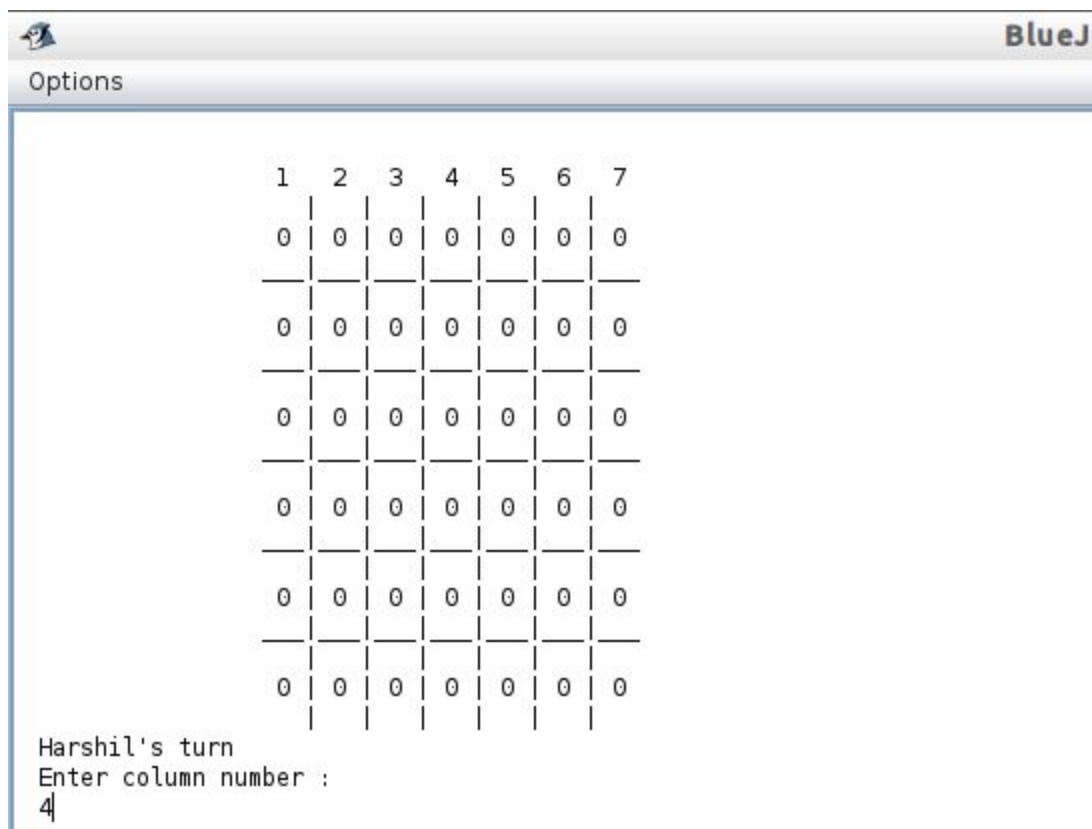 BlueJ
Options
1 2 3 4 5 6 7
0 | 0 | 0 | 0 | 0 | 0 | 0
0 | 0 | 0 | 0 | 0 | 0 | 0
0 | 0 | 0 | 0 | 0 | 0 | 0
0 | 0 | 0 | 0 | 0 | 0 | 0
0 | 0 | 0 | 0 | 0 | 0 | 0
0 | 0 | 0 | 0 | 0 | 0 | 0
Harshil's turn
Enter column number :
4